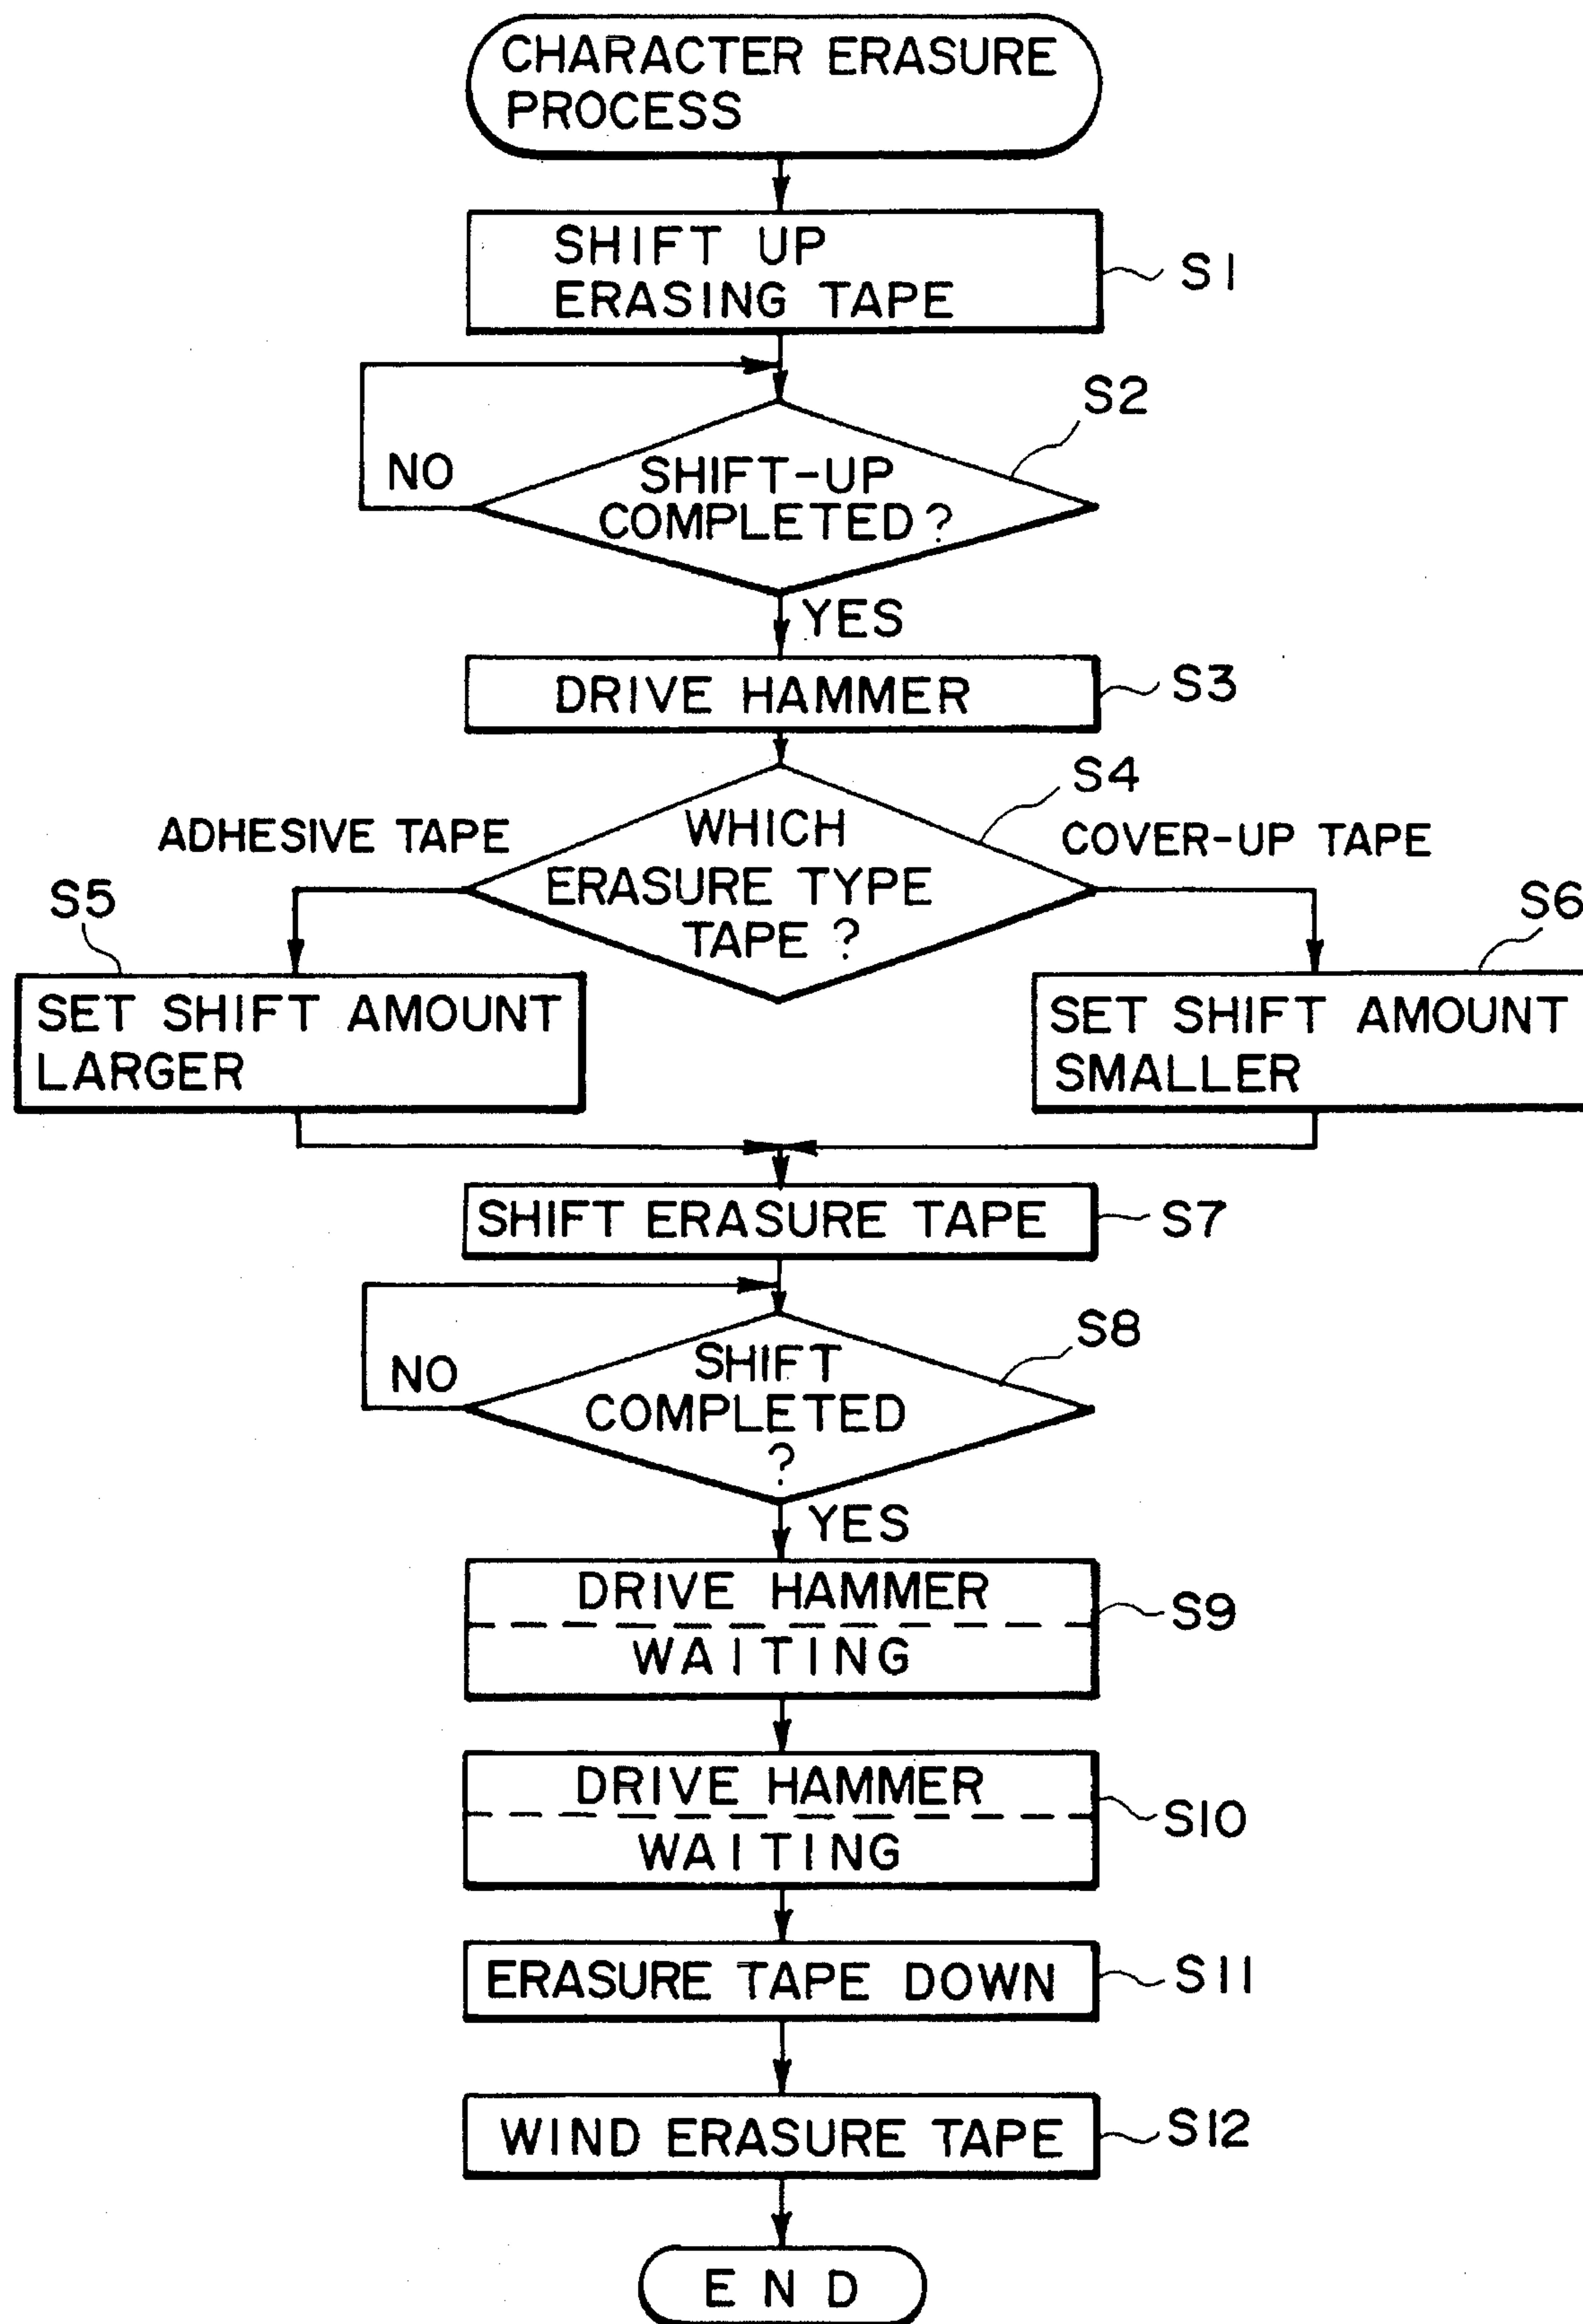 CHARACTER ERASURE
PROCESS
SHIFT UP
ERASING TAPE
S1
S2
NO
SHIFT-UP
COMPLETED?
YES
DRIVE HAMMER
S3
S4
ADHESIVE TAPE
WHICH
COVER-UP TAPE
ERASURE TYPE
TAPE?
S5
S6
SET SHIFT AMOUNT
LARGER
SET SHIFT AMOUNT
SMALLER
SHIFT ERASURE TAPE
S7
S8
NO
SHIFT
COMPLETED
?
YES
DRIVE HAMMER
WAITING
S9
DRIVE HAMMER
WAITING
S10
ERASURE TAPE DOWN
S11
WIND ERASURE TAPE
S12
END